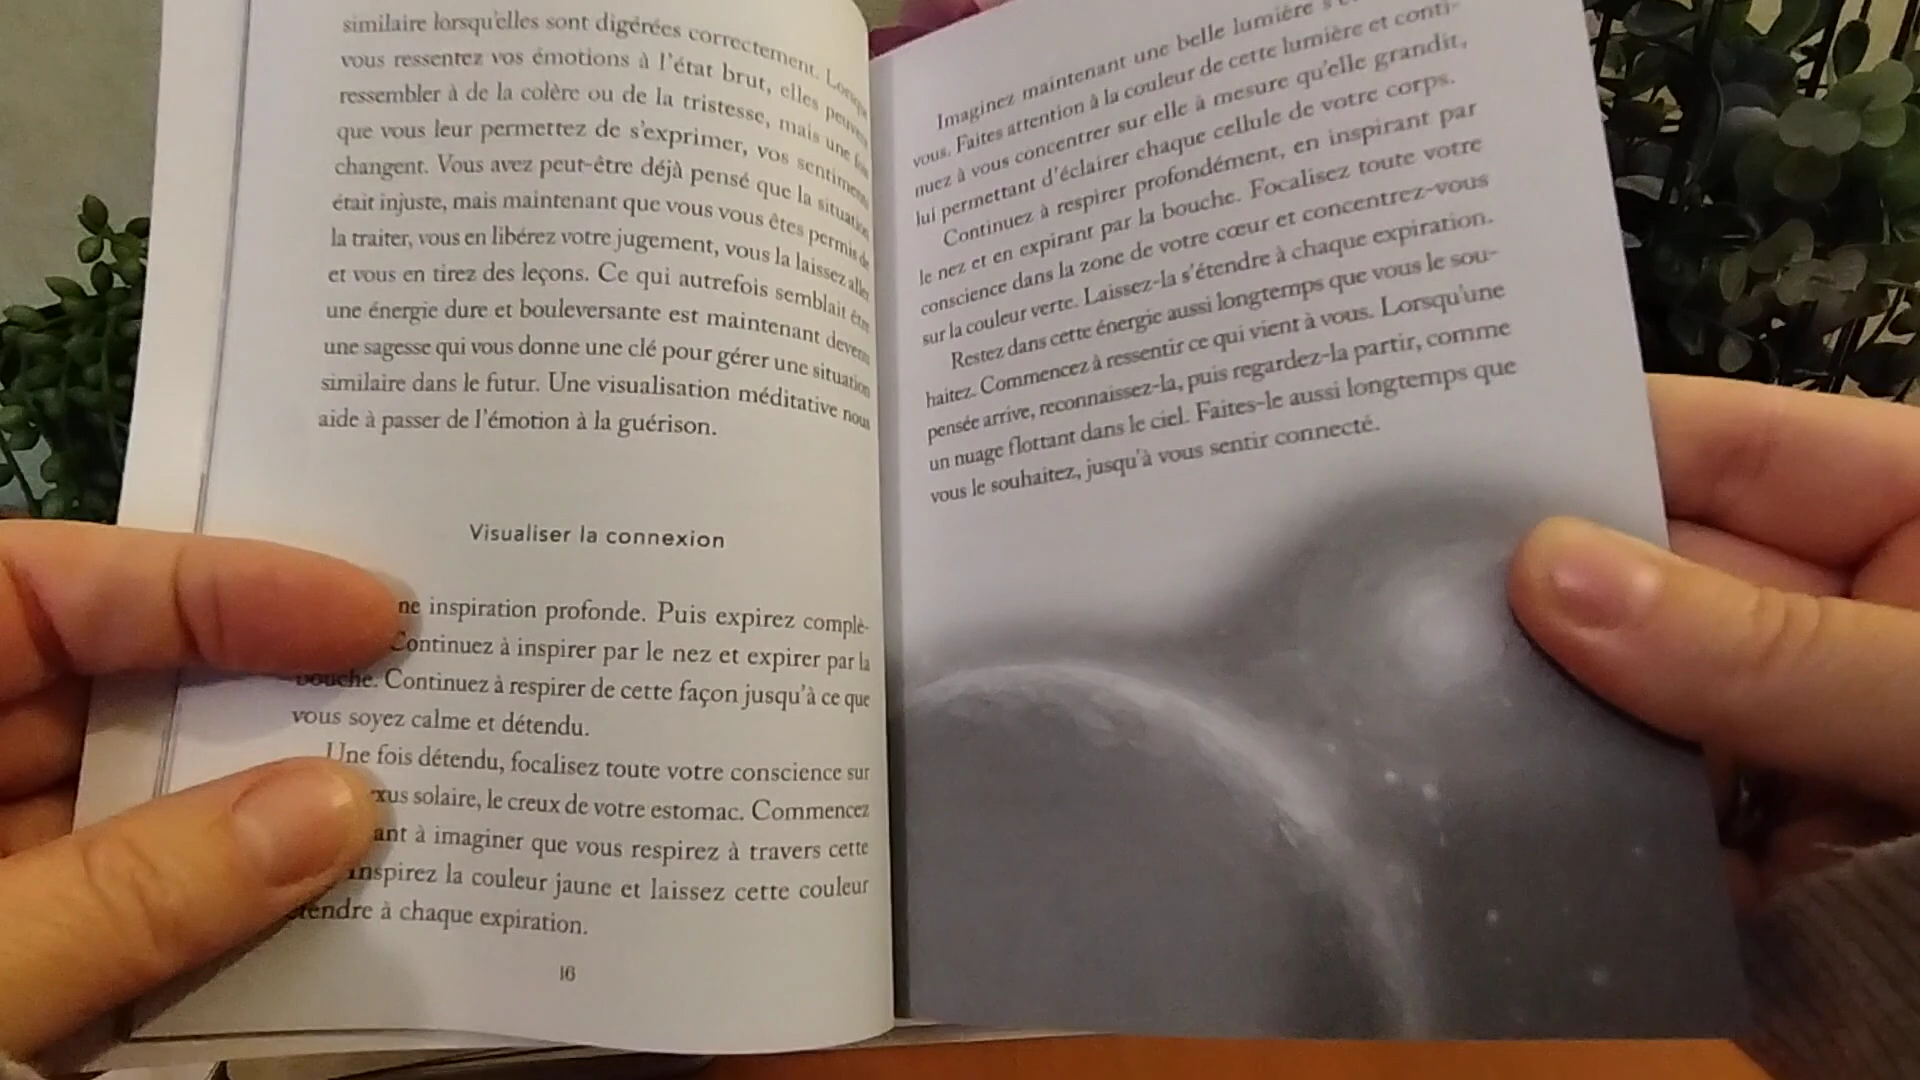 similaire lorsqu'elles sont digérées correctement. Lorsque
vous ressentez vos émotions à l'état brut, elles peuvent
ressembler à de la colère ou de la tristesse, mais une fois
que vous leur permettez de s'exprimer, vos sentiments
changent. Vous avez peut-être déjà pensé que la situation
était injuste, mais maintenant que vous vous êtes permis de
la traiter, vous en libérez votre jugement, vous la laissez aller
et vous en tirez des leçons. Ce qui autrefois semblait être
une énergie dure et bouleversante est maintenant devenu
une sagesse qui vous donne une clé pour gérer une situation
similaire dans le futur. Une visualisation méditative nous
aide à passer de l'émotion à la guérison.
Visualiser la connexion
ne inspiration profonde. Puis expirez complè-
Continuez à inspirer par le nez et expirer par la
bouche. Continuez à respirer de cette façon jusqu'à ce que
vous soyez calme et détendu.
Une fois détendu, focalisez toute votre conscience sur
xus solaire, le creux de votre estomac. Commencez
ant à imaginer que vous respirez à travers cette
inspirez la couleur jaune et laissez cette couleur
étendre à chaque expiration.
16
Imaginez maintenant une belle lumière
vous. Faites attention à la couleur de cette lumière et conti-
nuez à vous concentrer sur elle à mesure qu'elle grandit,
lui permettant d'éclairer chaque cellule de votre corps.
Continuez à respirer profondément, en inspirant par
le nez et en expirant par la bouche. Focalisez toute votre
conscience dans la zone de votre cœur et concentrez-vous
sur la couleur verte. Laissez-la s'étendre à chaque expiration.
Restez dans cette énergie aussi longtemps que vous le sou-
haitez. Commencez à ressentir ce qui vient à vous. Lorsqu'une
pensée arrive, reconnaissez-la, puis regardez-la partir, comme
un nuage flottant dans le ciel. Faites-le aussi longtemps que
vous le souhaitez, jusqu'à vous sentir connecté.